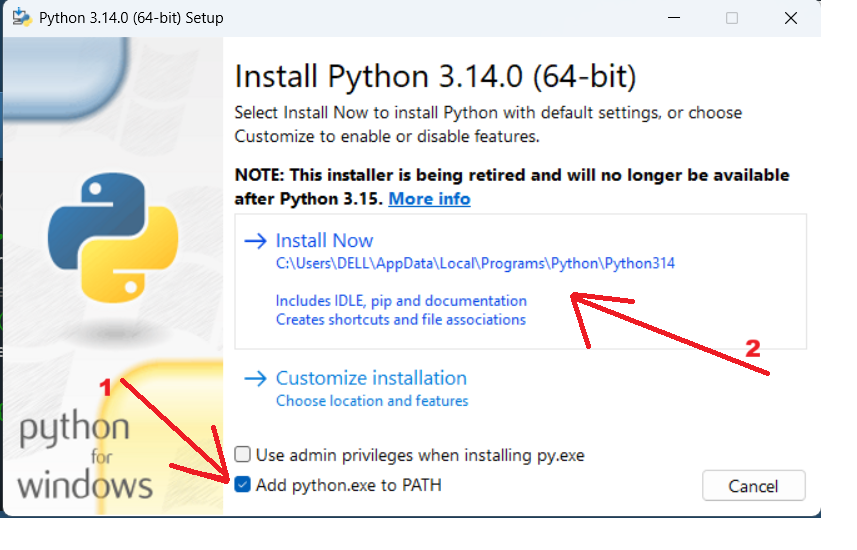 Python 3.14.0 (64-bit) Setup
Install Python 3.14.0 (64-bit)
Select Install Now to install Python with default settings, or choose
Customize to enable or disable features.
NOTE: This installer is being retired and will no longer be available
after Python 3.15. More info
Install Now
C:\Users\DELL\AppData\Local\Programs\Python\Python314
Includes IDLE, pip and documentation
Creates shortcuts and file associations
2
Customize installation
Choose location and features
1
python
for
windows
Use admin privileges when installing py.exe
Add python.exe to PATH
Cancel